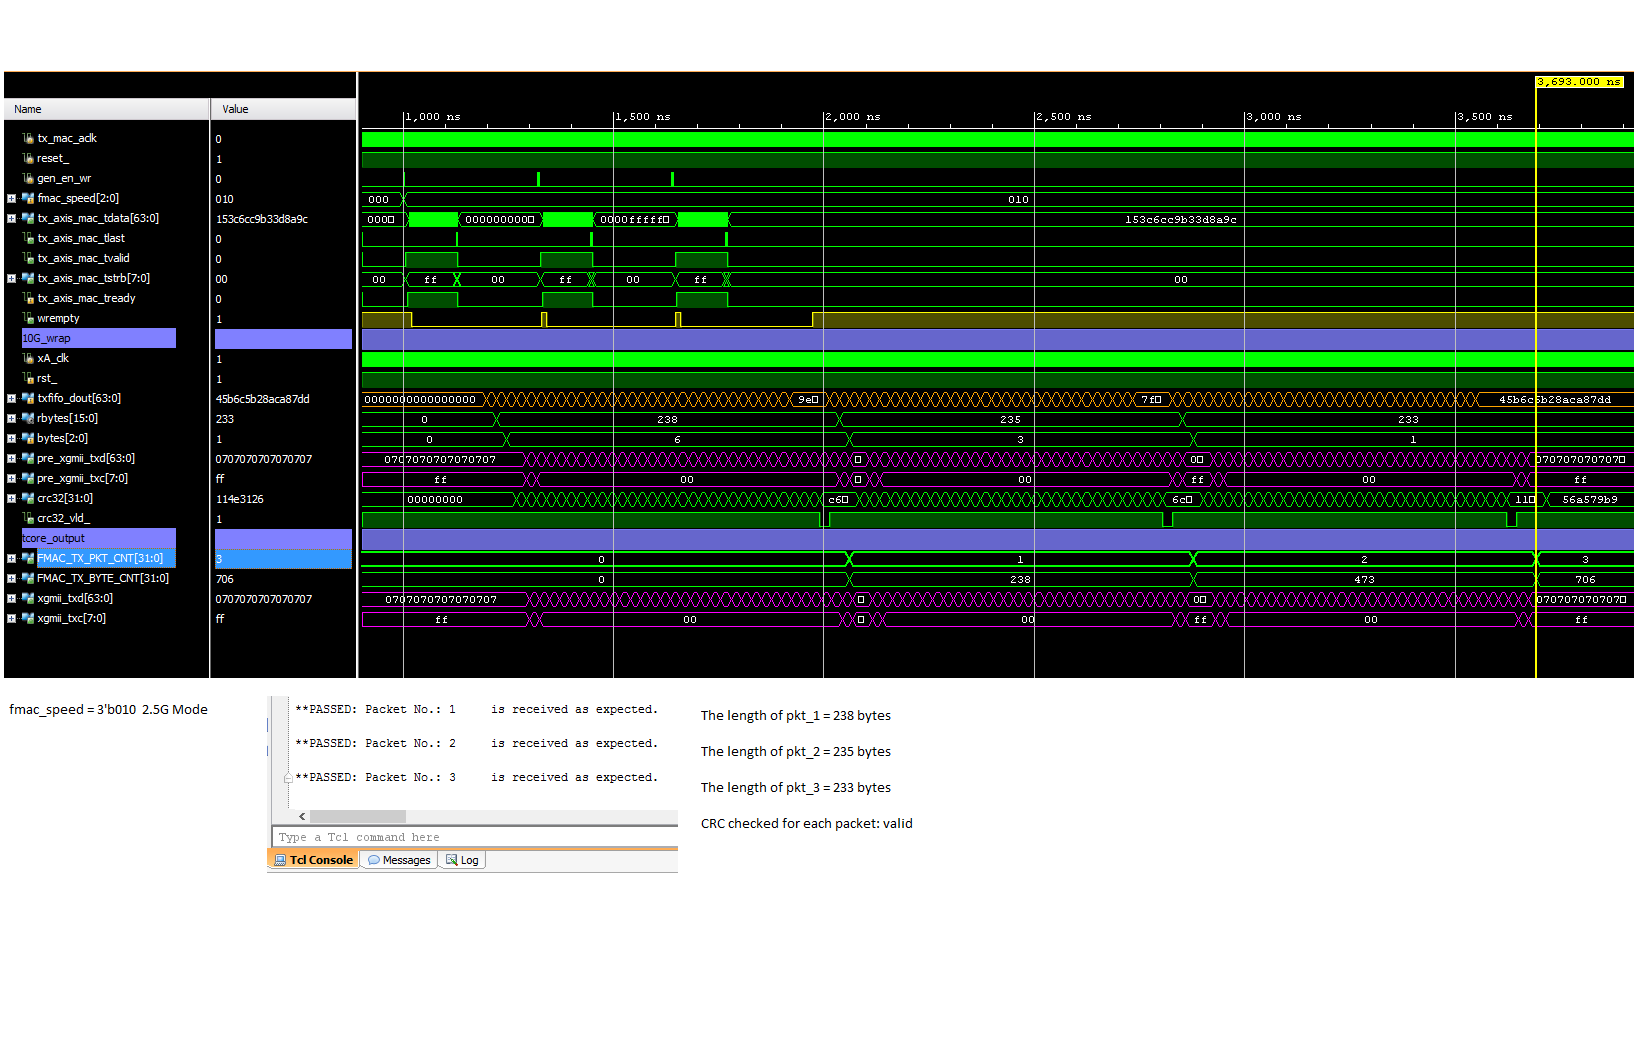 3,693.000 ns
Name Value
1,000 ns 1,500 ns 2,000 ns 2,500 ns 3,000 ns 3,500 ns
tx_mac_aclk 0
reset_ 1
gen_en_wr 0
fmac_speed[2:0] 010 000 010
tx_axis_mac_tdata[63:0] 153c6cc9b33d8a9c 000 000000000 0000fffff 153c6cc9b33d8a9c
tx_axis_mac_tlast 0
tx_axis_mac_tvalid 0
tx_axis_mac_tstrb[7:0] 00 00 ff 00 ff 00 ff 00
tx_axis_mac_tready 0
wrempty 1
10G_wrap
xA_clk 1
rst_ 1
txfifo_dout[63:0] 45b6c5b28aca87dd 0000000000000000 9e 7f 45b6c5b28aca87dd
rbytes[15:0] 233 0 238 235 233
bytes[2:0] 1 0 6 3 1
pre_xgmii_txd[63:0] 0707070707070707 0707070707070707 0 070707070707
pre_xgmii_txc[7:0] ff ff 00 00 ff 00 ff
crc32[31:0] 114e3126 00000000 c6 6c 11 56a579b9
crc32_vld_ 1
tcore_output
FMAC_TX_PKT_CNT[31:0] 3 0 1 2 3
FMAC_TX_BYTE_CNT[31:0] 706 0 238 473 706
xgmii_txd[63:0] 0707070707070707 0707070707070707 0 070707070707
xgmii_txc[7:0] ff ff 00 00 ff 00 ff
fmac_speed = 3'b010 2.5G Mode
**PASSED: Packet No.: 1 is received as expected.
**PASSED: Packet No.: 2 is received as expected.
**PASSED: Packet No.: 3 is received as expected.
Type a Tcl command here
Tcl Console Messages Log
The length of pkt_1 = 238 bytes
The length of pkt_2 = 235 bytes
The length of pkt_3 = 233 bytes
CRC checked for each packet: valid